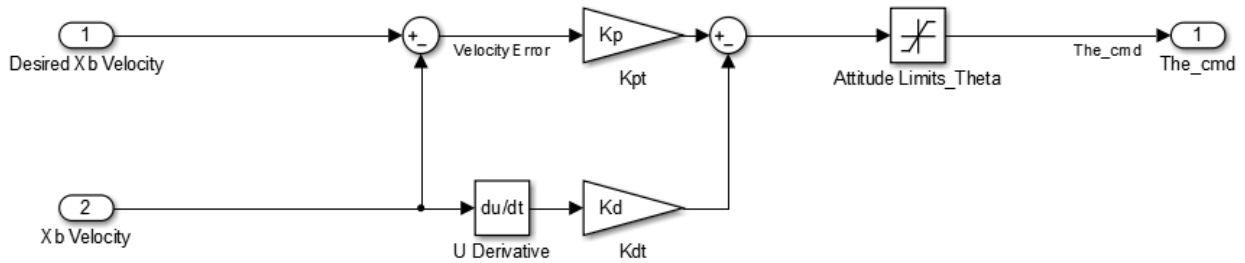 1
Desired Xb Velocity
+
−
Velocity Error
Kp
Kpt
+
−
Attitude Limits_Theta
The_cmd
1
The_cmd
2
Xb Velocity
du/dt
U Derivative
Kd
Kdt